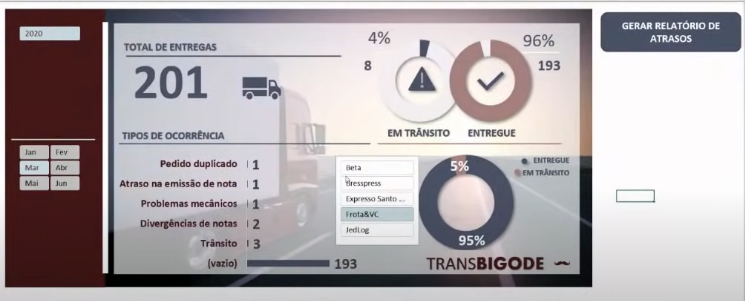 2020
GERAR RELATÓRIO DE
ATRASOS
TOTAL DE ENTREGAS
201
4%
8
96%
193
EM TRÂNSITO
ENTREGUE
Jan
Fev
Mar
Abr
Mai
Jun
TIPOS DE OCORRÊNCIA
Pedido duplicado 1
Atraso na emissão de nota 1
Problemas mecânicos 1
Divergências de notas 2
Trânsito 3
(vazio) 193
Beta
Bresspress
Expresso Santo ...
Frota&VC
JedLog
5%
95%
ENTREGUE
EM TRÂNSITO
TRANSBIGODE